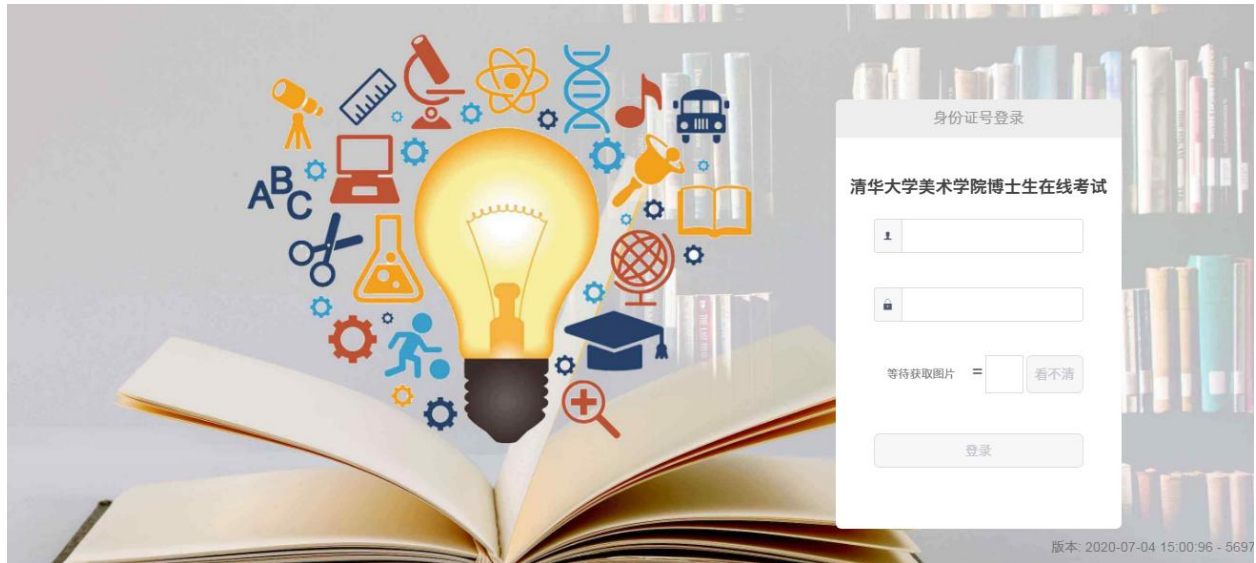 身份证号登录
清华大学美术学院博士生在线考试
等待获取图片 = 看不清
登录
ABC
版本: 2020-07-04 15:00:96 - 5697